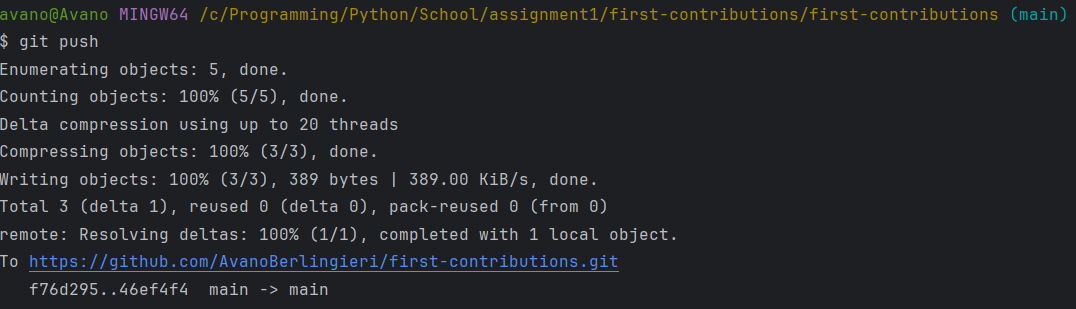 avano@Avano MINGW64 /c/Programming/Python/School/assignment1/first-contributions/first-contributions (main)
$ git push
Enumerating objects: 5, done.
Counting objects: 100% (5/5), done.
Delta compression using up to 20 threads
Compressing objects: 100% (3/3), done.
Writing objects: 100% (3/3), 389 bytes | 389.00 KiB/s, done.
Total 3 (delta 1), reused 0 (delta 0), pack-reused 0 (from 0)
remote: Resolving deltas: 100% (1/1), completed with 1 local object.
To https://github.com/AvanoBerlingieri/first-contributions.git
   f76d295..46ef4f4  main -> main